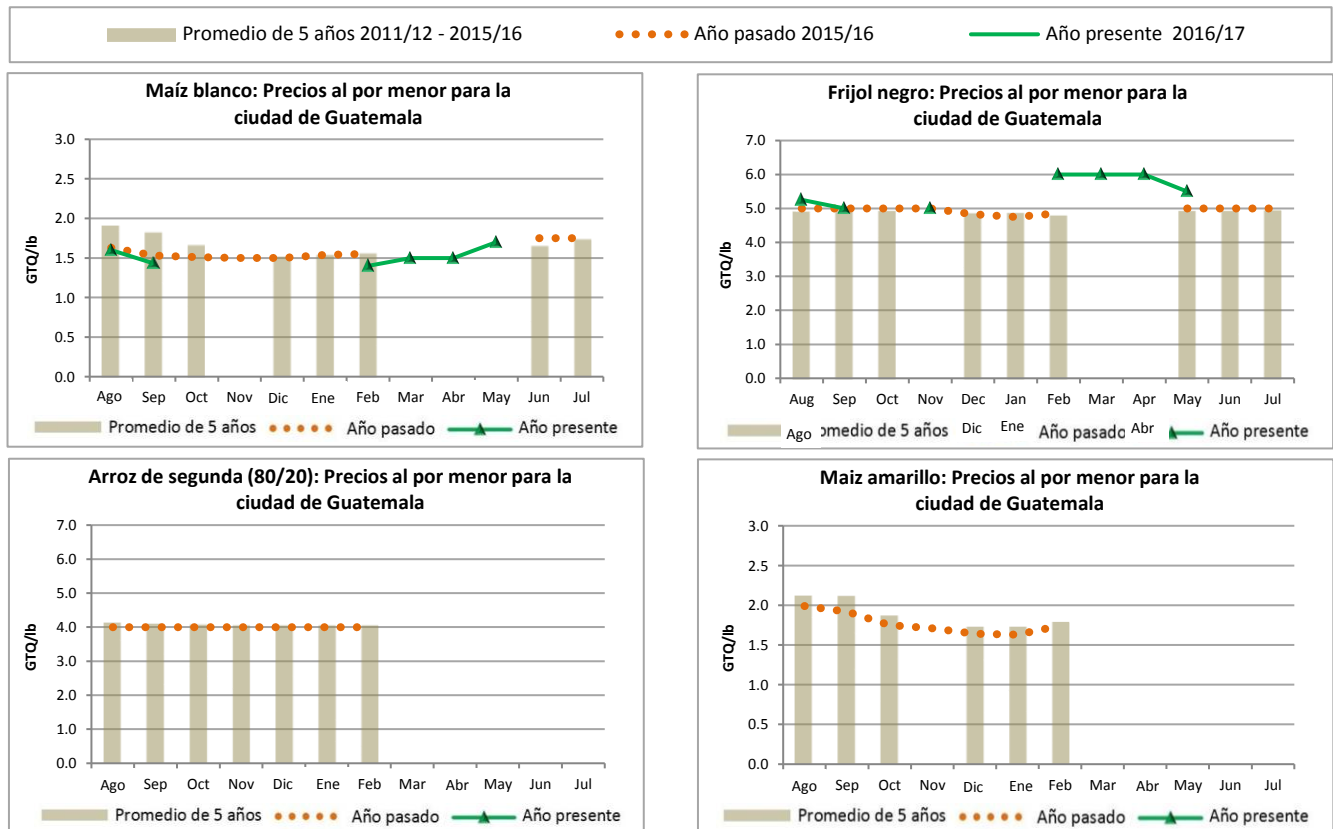 Promedio de 5 años 2011/12 - 2015/16 Año pasado 2015/16 Año presente 2016/17
Maíz blanco: Precios al por menor para la
ciudad de Guatemala
3.0
2.5
2.0
1.5
1.0
0.5
0.0
GTQ/lb
Ago Sep Oct Nov Dic Ene Feb Mar Abr May Jun Jul
Promedio de 5 años Año pasado Año presente
Frijol negro: Precios al por menor para la
ciudad de Guatemala
7.0
6.0
5.0
4.0
3.0
2.0
1.0
0.0
GTQ/lb
Aug Sep Oct Nov Dec Jan Feb Mar Apr May Jun Jul
Ago omedio de 5 años Dic Ene Año pasado Abr Año presente
Arroz de segunda (80/20): Precios al por menor para la
ciudad de Guatemala
7.0
6.0
5.0
4.0
3.0
2.0
1.0
0.0
GTQ/lb
Ago Sep Oct Nov Dic Ene Feb Mar Abr May Jun Jul
Promedio de 5 años Año pasado Año presente
Maiz amarillo: Precios al por menor para la
ciudad de Guatemala
3.0
2.5
2.0
1.5
1.0
0.5
0.0
GTQ/lb
Ago Sep Oct Nov Dic Ene Feb Mar Abr May Jun Jul
Promedio de 5 años Año pasado Año presente